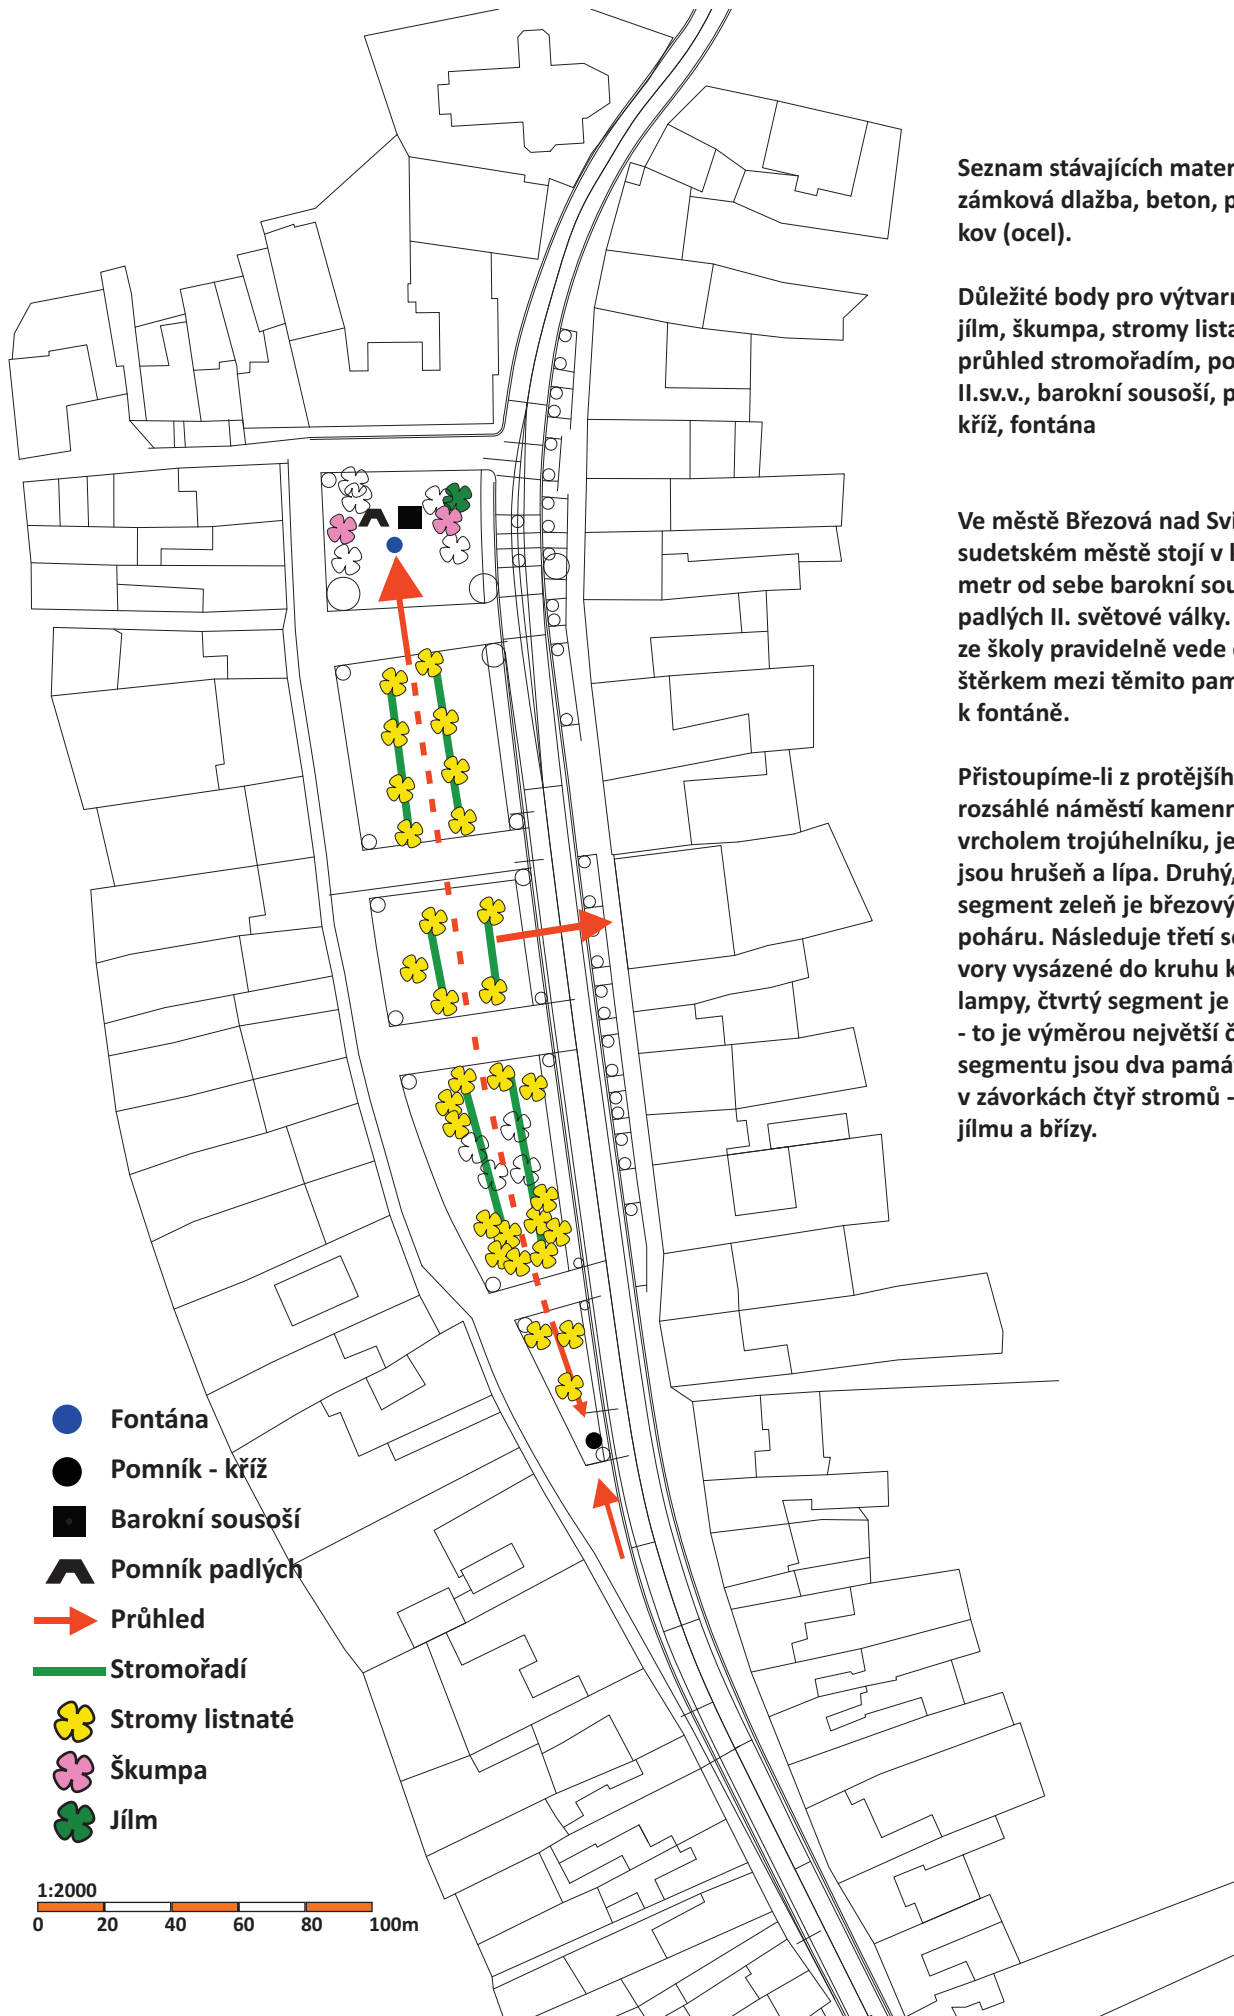 Seznam stávajících mater
zámková dlažba, beton, p
kov (ocel).
Důležité body pro výtvarn
jílm, škumpa, stromy lista
průhled stromořadím, po
II.sv.v., barokní sousoší, p
kříž, fontána
Ve městě Březová nad Svi
sudetském městě stojí v
metr od sebe barokní sou
padlých II. světové války.
ze školy pravidelně vede
štěrkem mezi těmito pam
k fontáně.
Přistoupíme-li z protějšíh
rozsáhlé náměstí kamenn
vrcholem trojúhelníku, je
jsou hrušeň a lípa. Druhý,
segment zeleň je březový
poháru. Následuje třetí se
vory vysázené do kruhu k
lampy, čtvrtý segment je
- to je výměrou největší č
segmentu jsou dva památ
v závorkách čtyř stromů -
jílmu a břízy.
Fontána
Pomník - kříž
Barokní sousoší
Pomník padlých
Průhled
Stromořadí
Stromy listnaté
Škumpa
Jílm
1:2000
0 20 40 60 80 100m